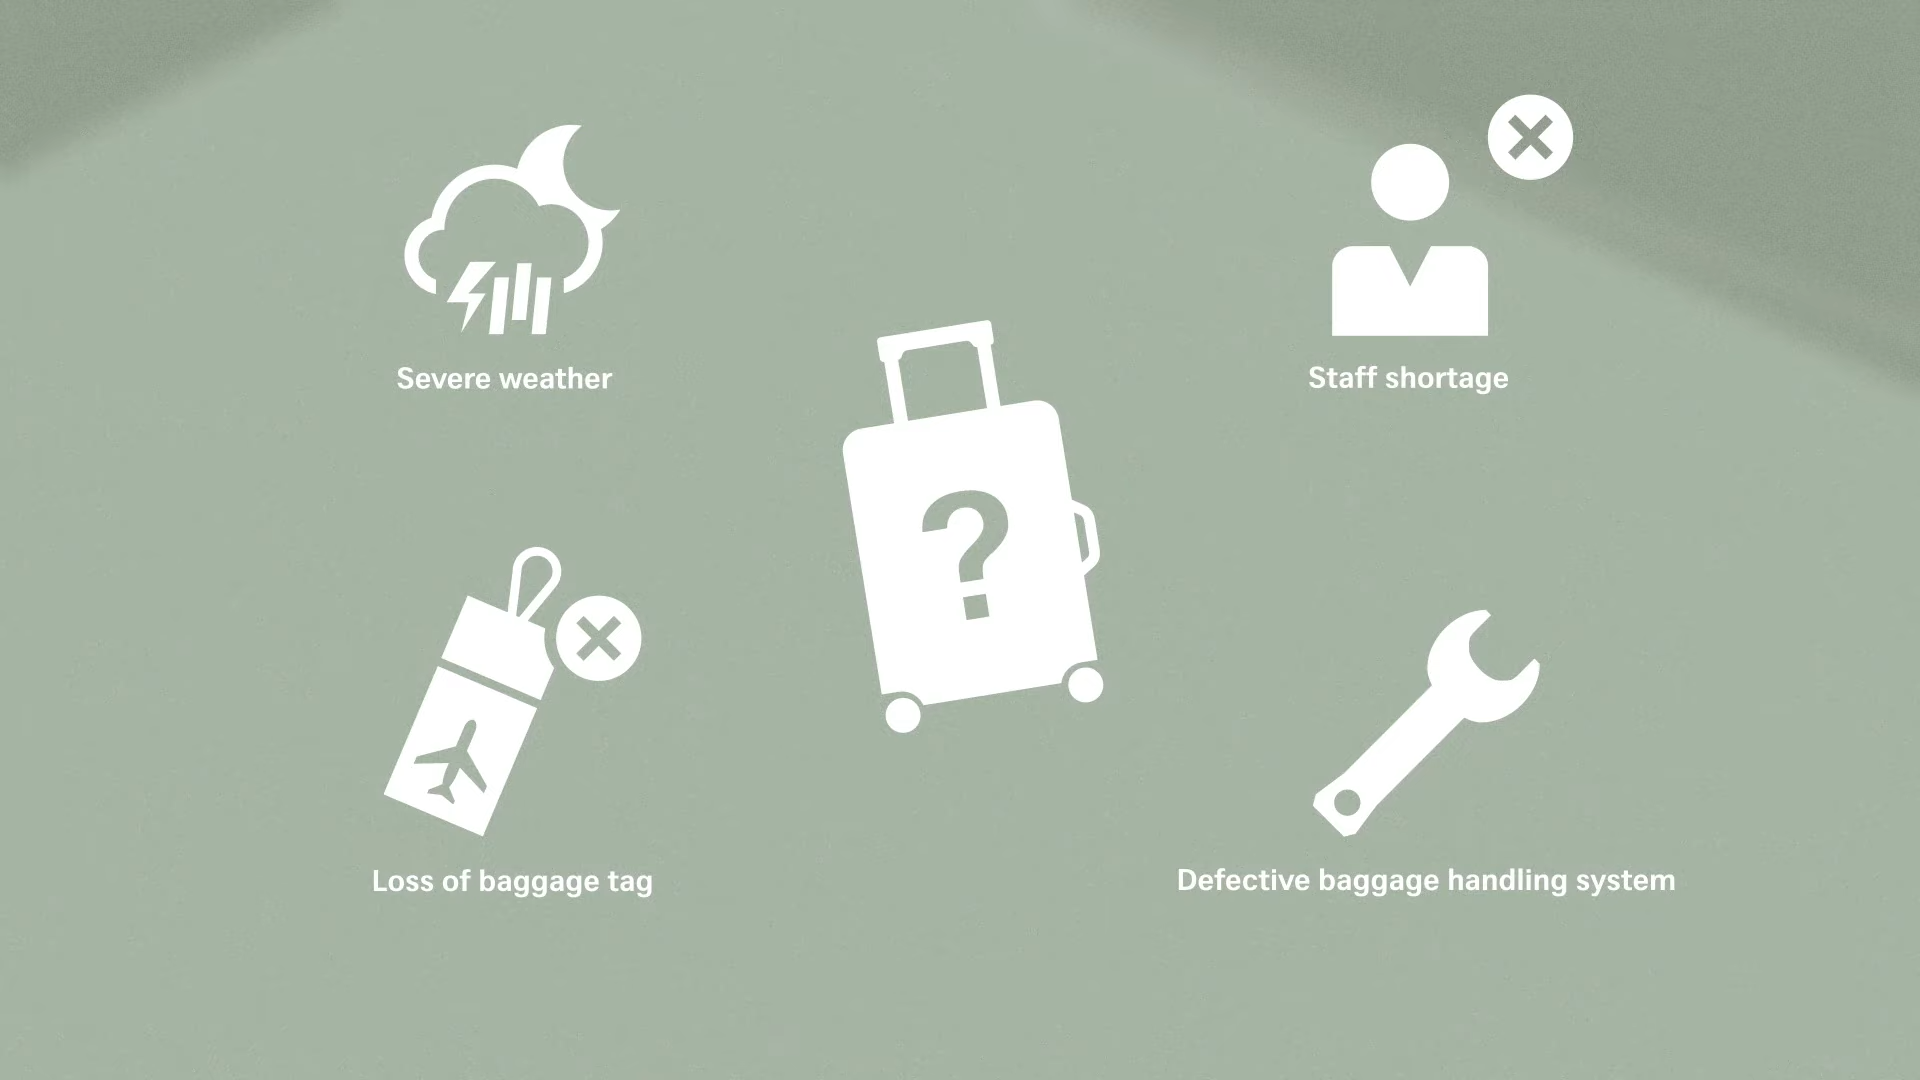 Severe weather
Staff shortage
?
Loss of baggage tag
Defective baggage handling system